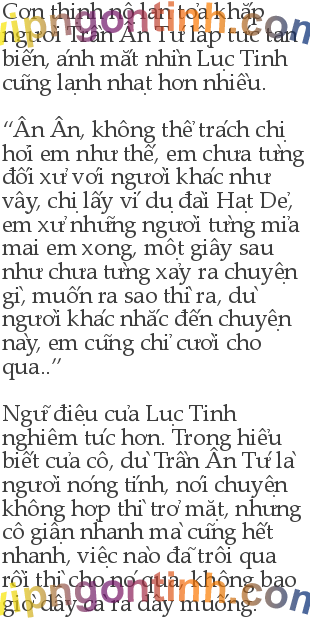 Cơn thịnh nộ lan toả khắp
người Trần Ân Tứ lập tức tan
biến, ánh mắt nhìn Lục Tinh
cũng lạnh nhạt hơn nhiều.

“Ân Ân, không thể trách chị
hỏi em như thế, em chưa từng
đối xử với người khác như
vậy, chị lấy ví dụ đại Hạt Dẻ,
em xử những người từng mỉa
mai em xong, một giây sau
như chưa từng xảy ra chuyện
gì, muốn ra sao thì ra, dù
người khác nhắc đến chuyện
này, em cũng chỉ cười cho
qua..”

Ngữ điệu của Lục Tinh
nghiêm túc hơn. Trong hiểu
biết của cô, dù Trần Ân Tứ là
người nóng tính, nói chuyện
không hợp thì trở mặt, nhưng
cô giận nhanh mà cũng hết
nhanh, việc nào đã trôi qua
rồi thì cho nó qua, không bao
giờ dây cà ra dây muống.